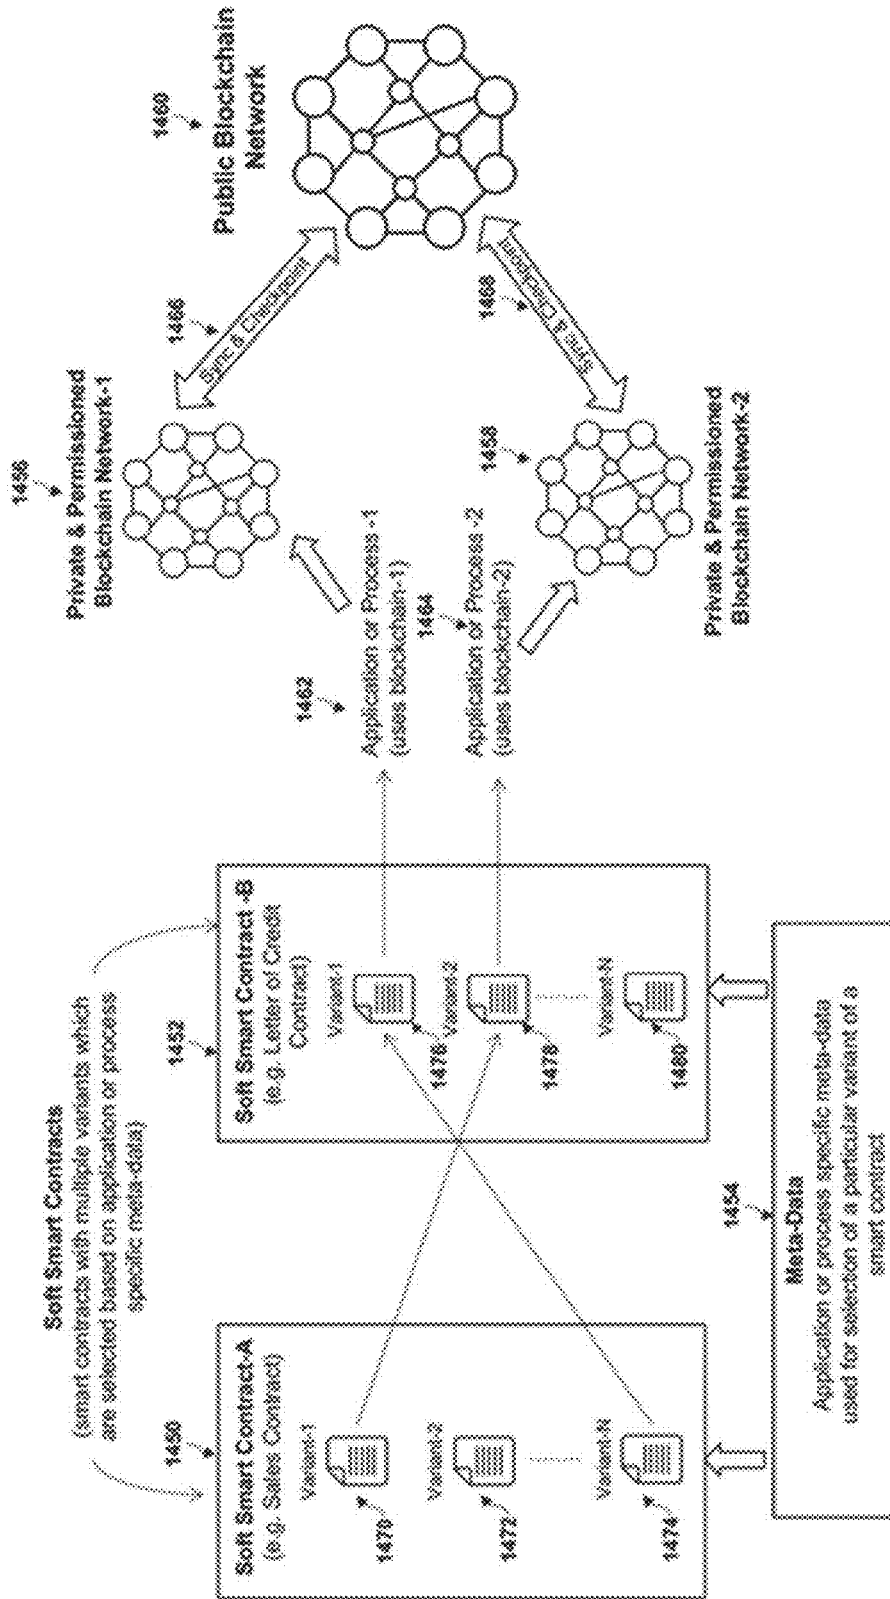 Soft Smart Contracts
(smart contracts with multiple variants which
are selected based on application or process
specific meta-data)
1450
Soft Smart Contract-A
(e.g. Sales Contract)
Variant-1
1470
Variant-2
1472
Variant-N
1474
1452
Soft Smart Contract -B
(e.g. Letter of Credit
Contract)
Variant-1
1476
Variant-2
1478
Variant-N
1480
1454
Meta-Data
Application or process specific meta-data
used for selection of a particular variant of a
smart contract
1462
Application or Process -1
(uses blockchain-1)
1464
Application or Process -2
(uses blockchain-2)
1456
Private & Permissioned
Blockchain Network-1
1458
Private & Permissioned
Blockchain Network-2
1466
Sync & Checkpoint
1468
Sync & Checkpoint
1460
Public Blockchain
Network